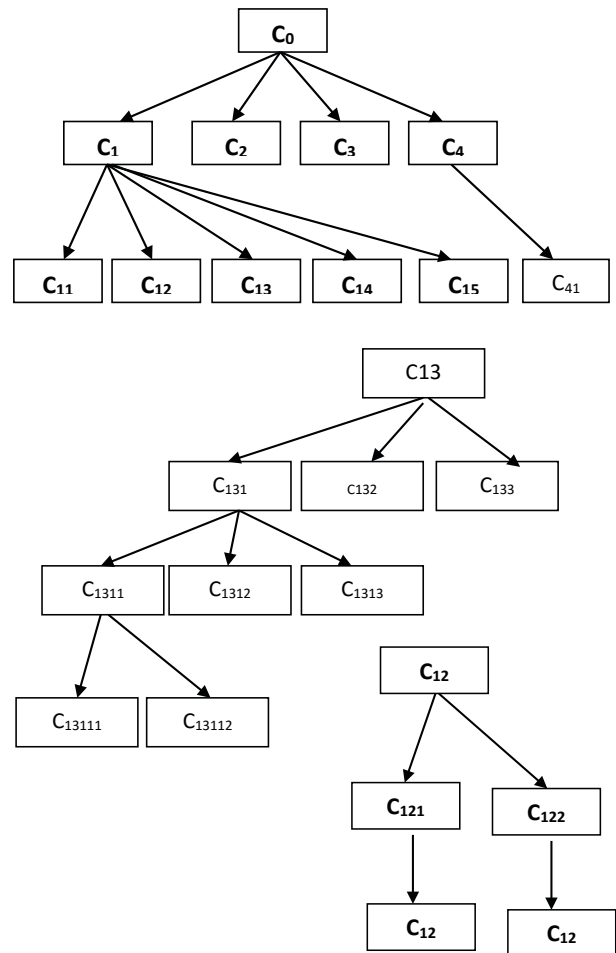 C₀
C₁ C₂ C₃ C₄
C₁₁ C₁₂ C₁₃ C₁₄ C₁₅ C₄₁
C13
C₁₃₁ C132 C₁₃₃
C₁₃₁₁ C₁₃₁₂ C₁₃₁₃
C₁₃₁₁₁ C₁₃₁₁₂
C₁₂
C₁₂₁ C₁₂₂
C₁₂ C₁₂